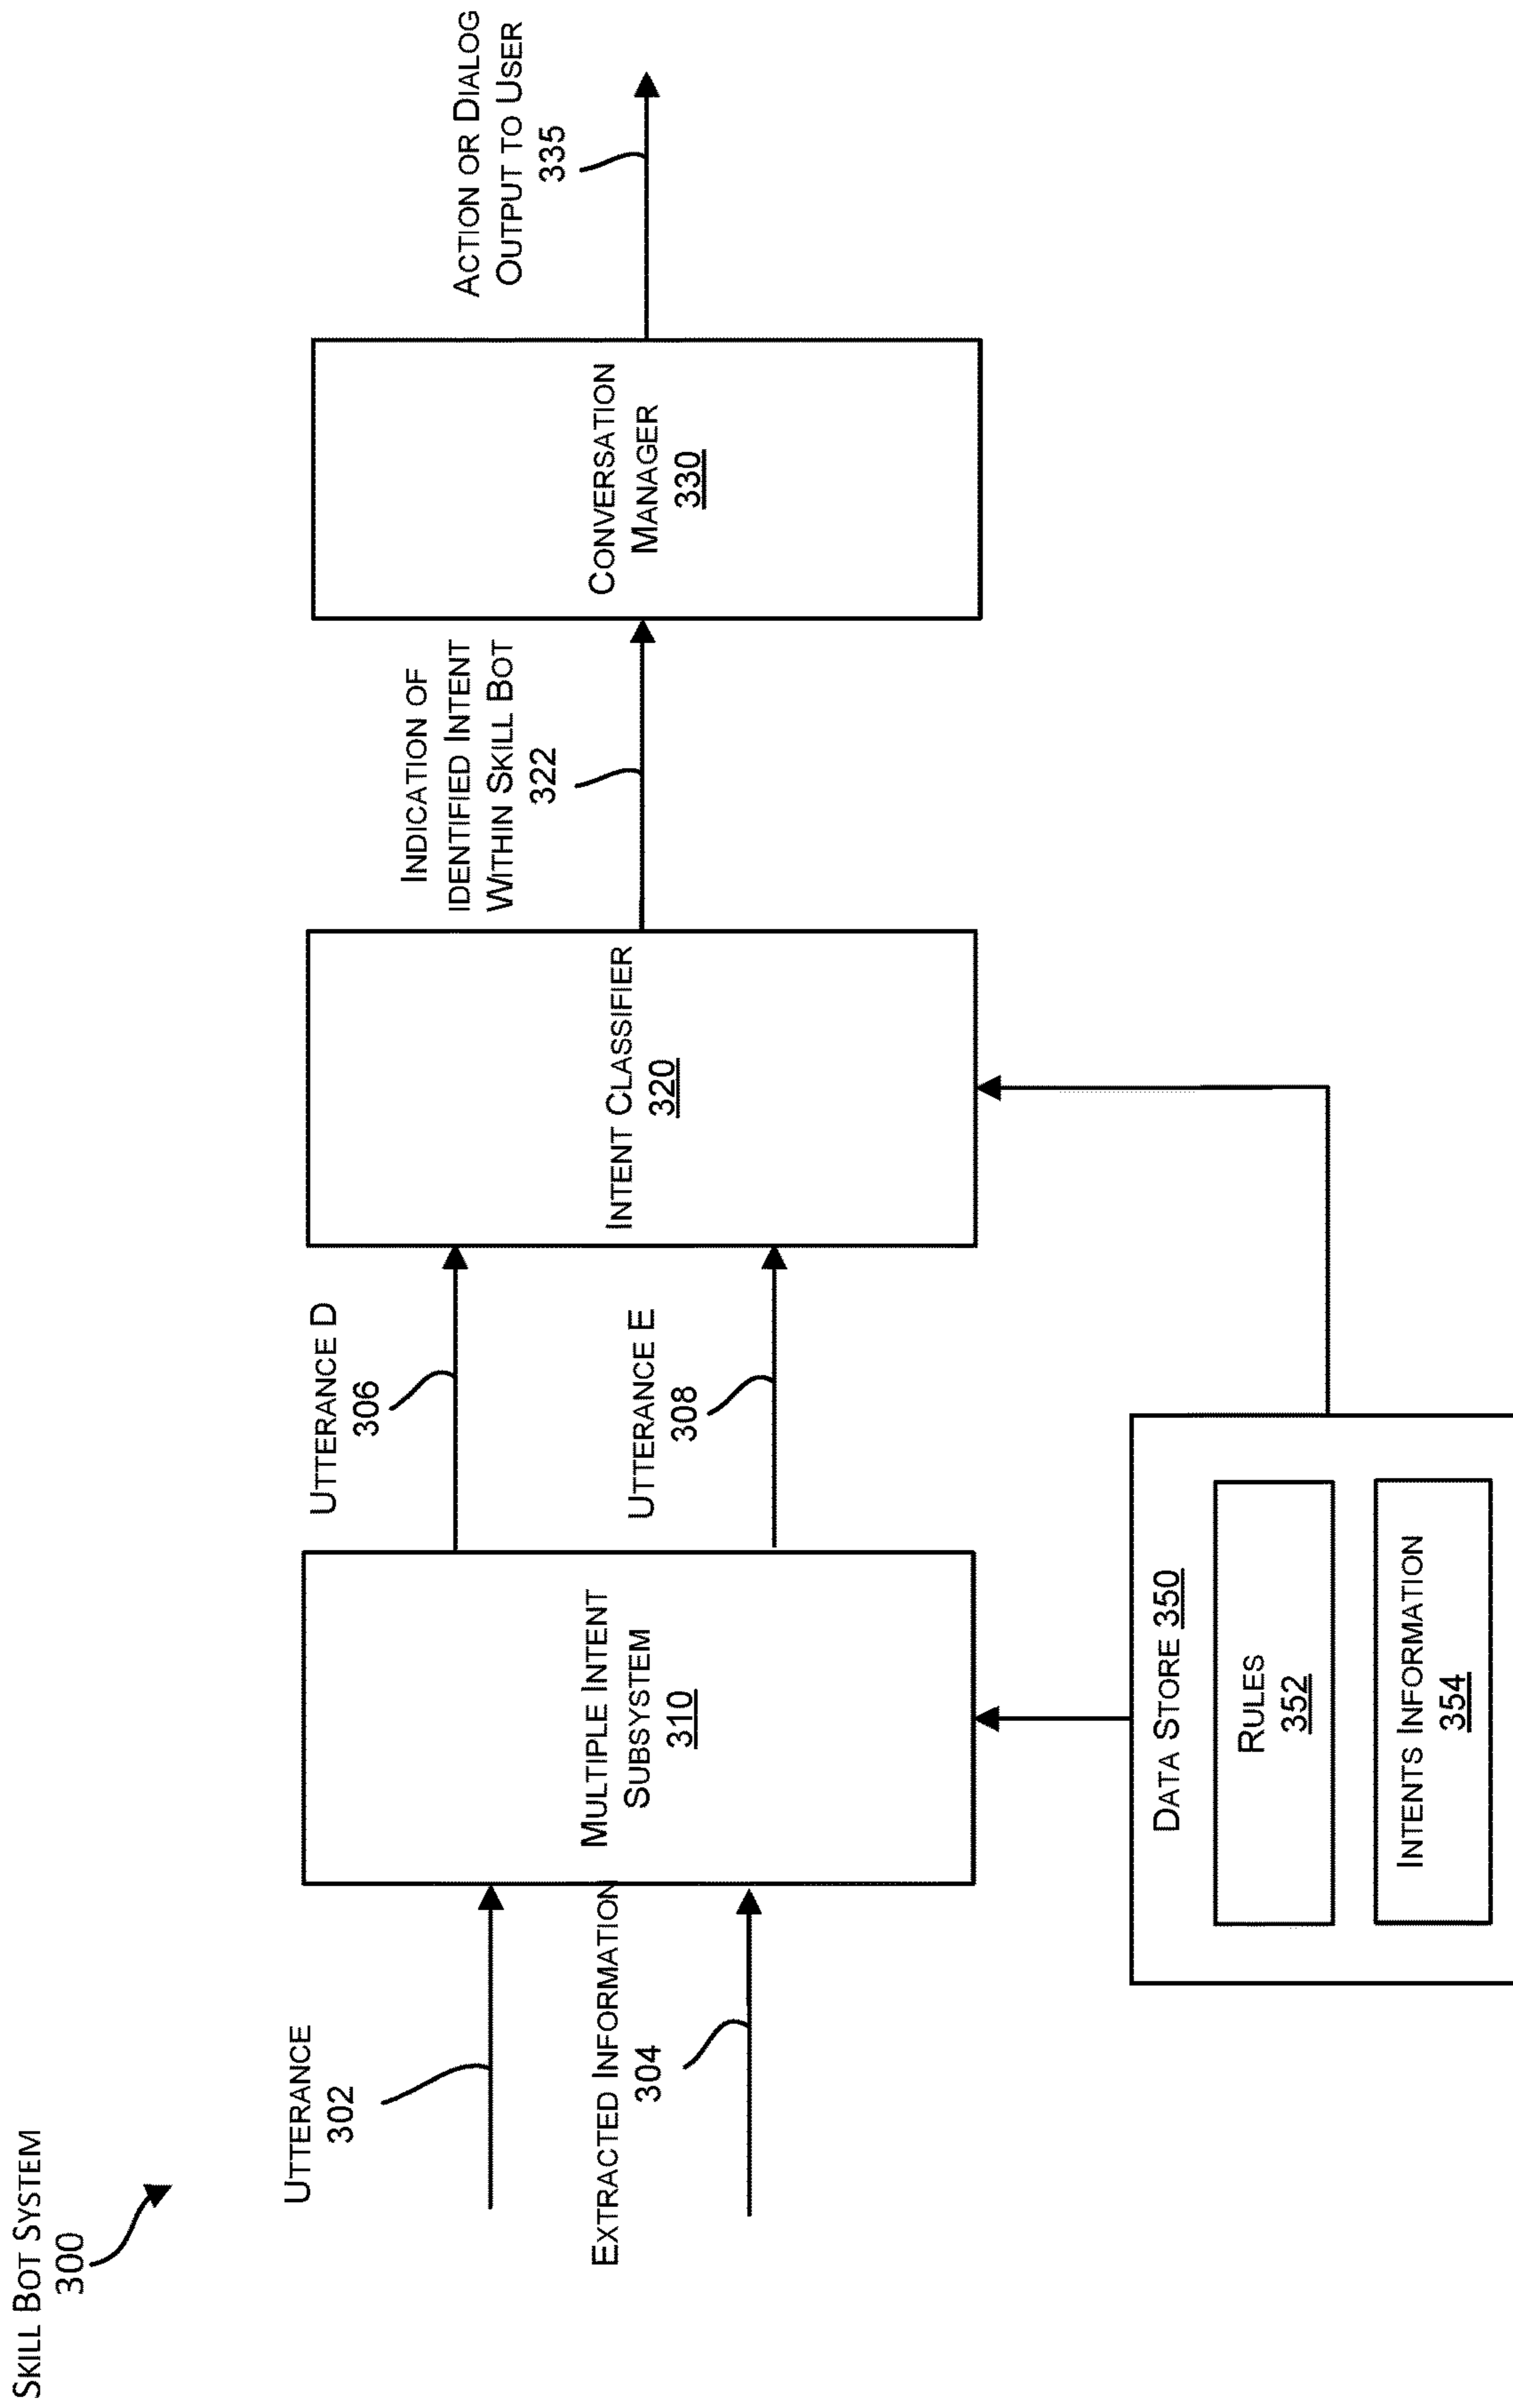 SKILL BOT SYSTEM
300
UTTERANCE
302
EXTRACTED INFORMATION
304
MULTIPLE INTENT
SUBSYSTEM
310
UTTERANCE D
306
UTTERANCE E
308
INTENT CLASSIFIER
320
INDICATION OF
IDENTIFIED INTENT
WITHIN SKILL BOT
322
CONVERSATION
MANAGER
330
ACTION OR DIALOG
OUTPUT TO USER
335
DATA STORE 350
RULES
352
INTENTS INFORMATION
354